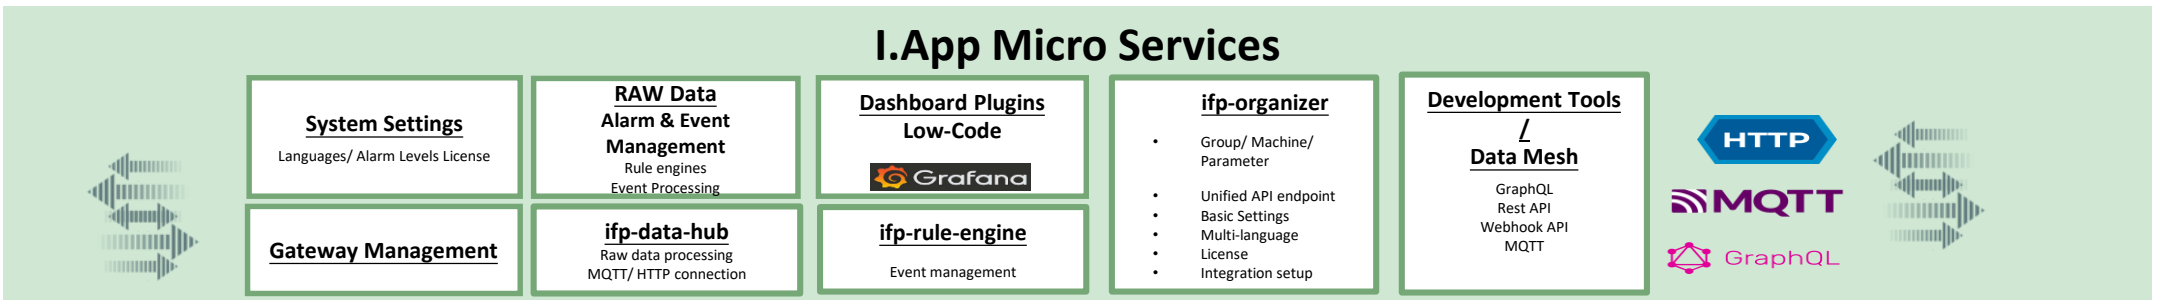 I.App Micro Services
System Settings
Languages/ Alarm Levels License
Gateway Management
RAW Data
Alarm & Event
Management
Rule engines
Event Processing
ifp-data-hub
Raw data processing
MQTT/ HTTP connection
Dashboard Plugins
Low-Code
Grafana
ifp-rule-engine
Event management
ifp-organizer
• Group/ Machine/
Parameter
• Unified API endpoint
• Basic Settings
• Multi-language
• License
• Integration setup
Development Tools
/
Data Mesh
GraphQL
Rest API
Webhook API
MQTT
HTTP
MQTT
GraphQL